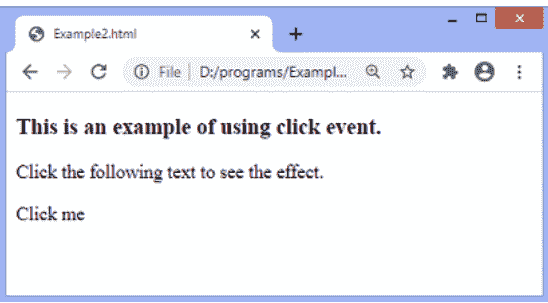 Example2.html
File | D:/programs/Exampl...
This is an example of using click event.
Click the following text to see the effect.
Click me